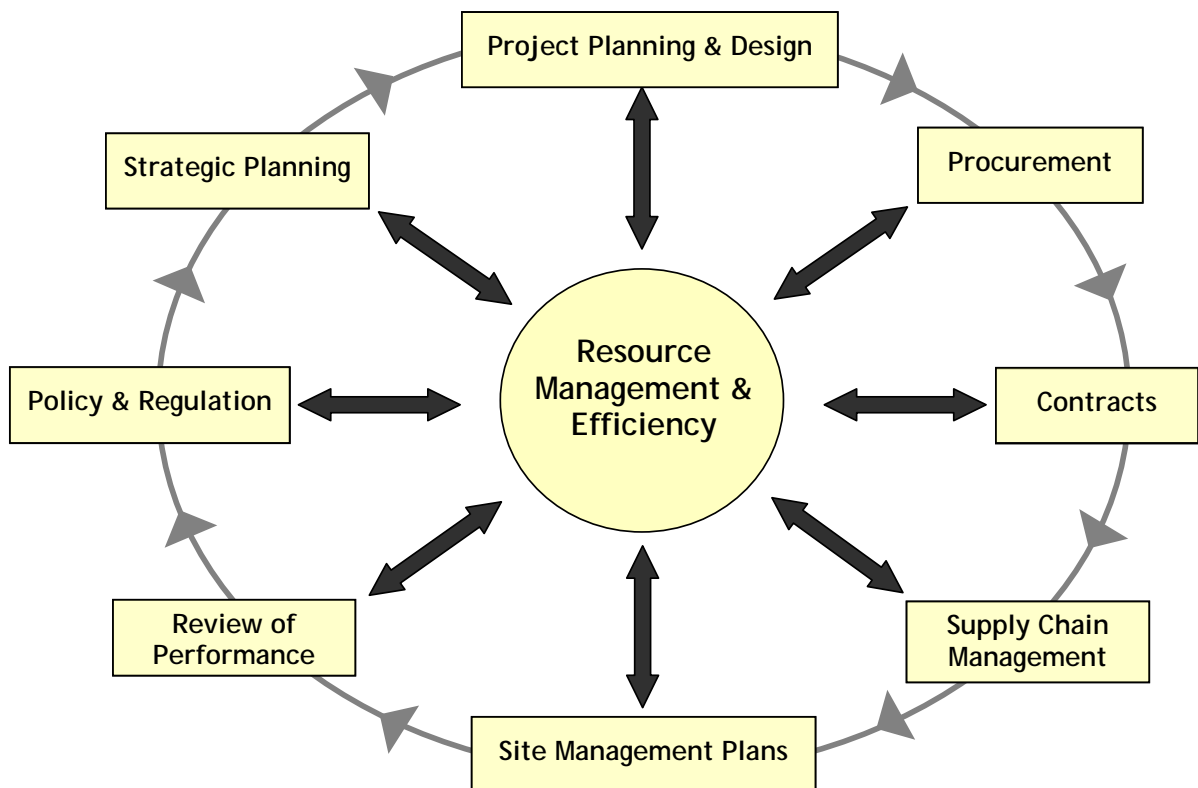 Project Planning & Design
Strategic Planning
Procurement
Resource
Management &
Efficiency
Policy & Regulation
Contracts
Review of
Performance
Supply Chain
Management
Site Management Plans